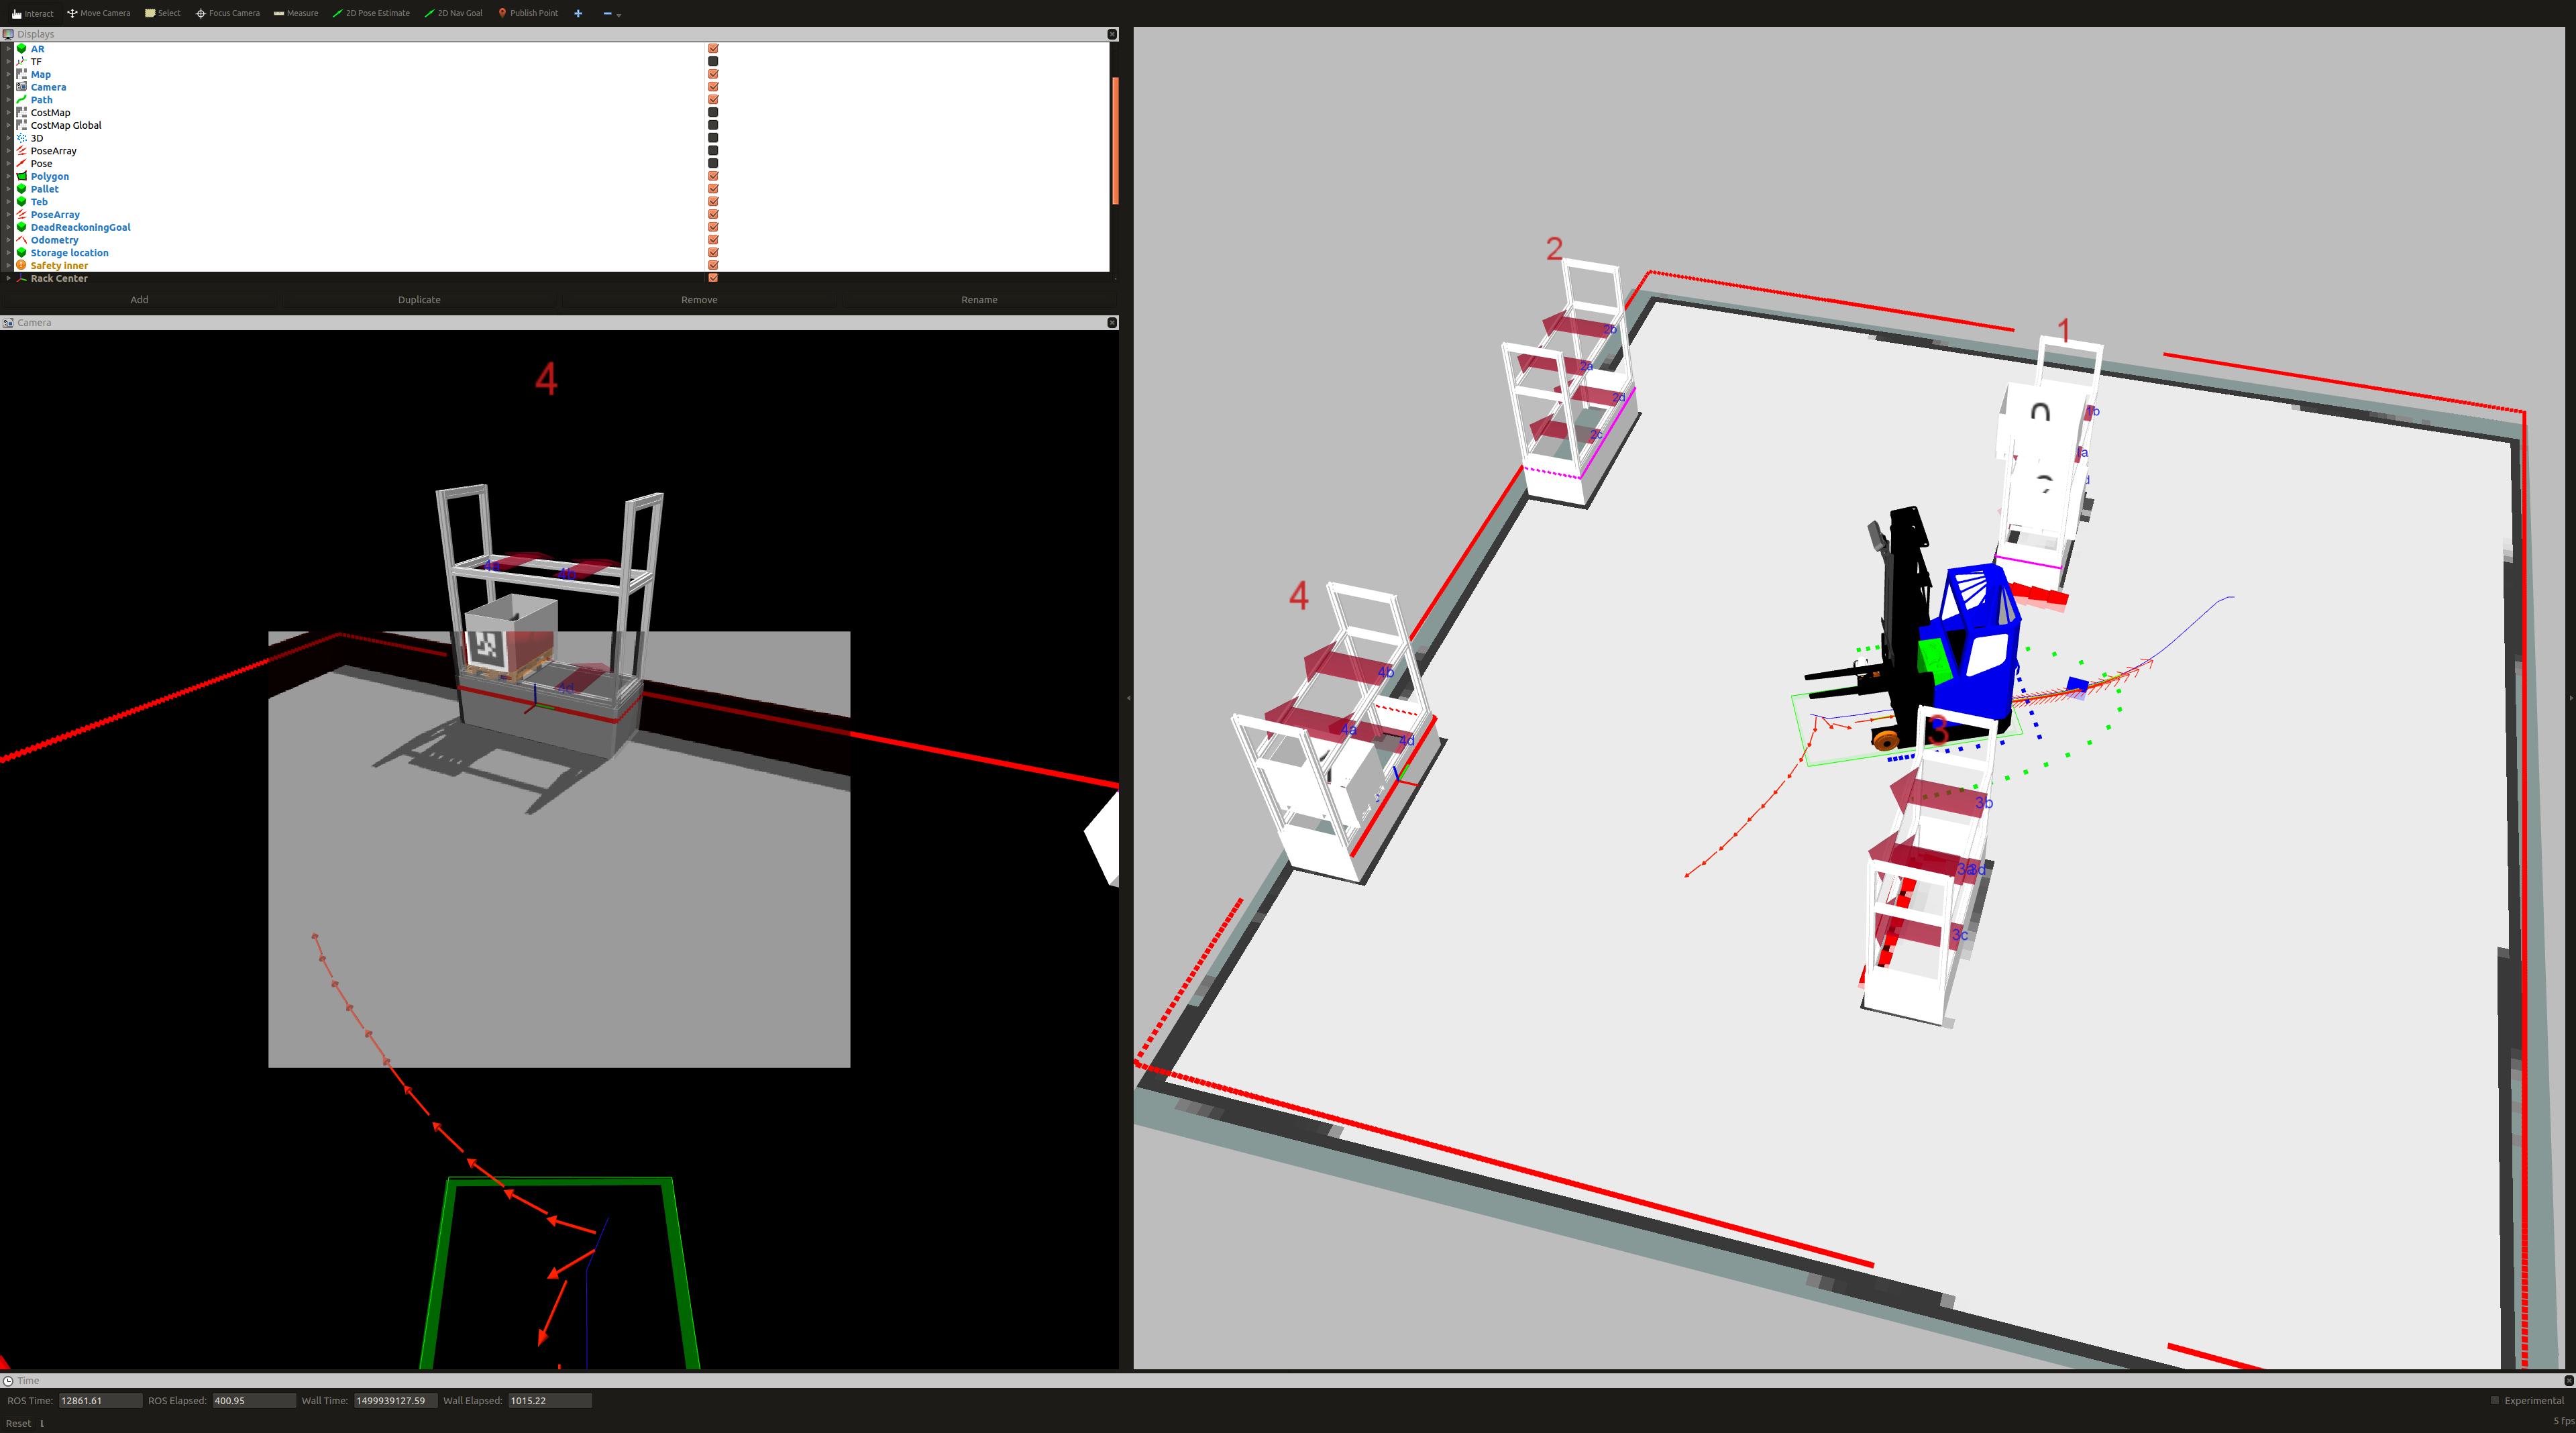 Interact Move Camera Select Focus Camera Measure 2D Pose Estimate 2D Nav Goal Publish Point
Displays
AR
TF
Map
Camera
Path
CostMap
CostMap Global
3D
PoseArray
Pose
Polygon
Pallet
Teb
PoseArray
DeadReackoningGoal
Odometry
Storage location
Safety inner
Rack Center
Add Duplicate Remove Rename
Camera
4
4a 4b
4d
2
2b
2a
2d
2c
1
1b
4
4b
4a
4d
3
3b
3a 3d
3c
Time
ROS Time: 12861.61 ROS Elapsed: 400.95 Wall Time: 1499939127.59 Wall Elapsed: 1015.22 Experimental
Reset 5 fps